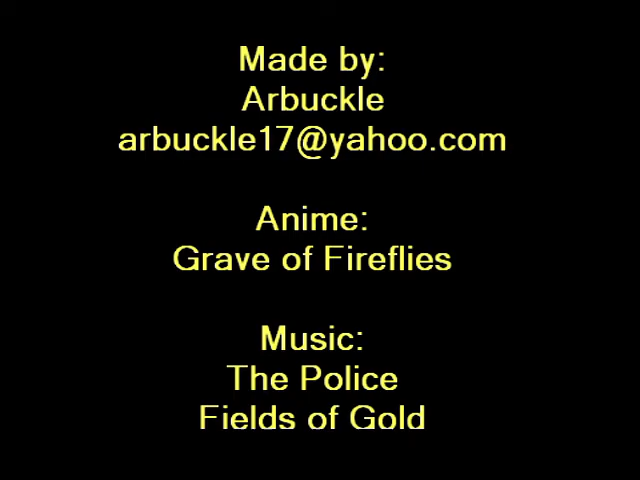 Made by:
Arbuckle
arbuckle17@yahoo.com
Anime:
Grave of Fireflies
Music:
The Police
Fields of Gold